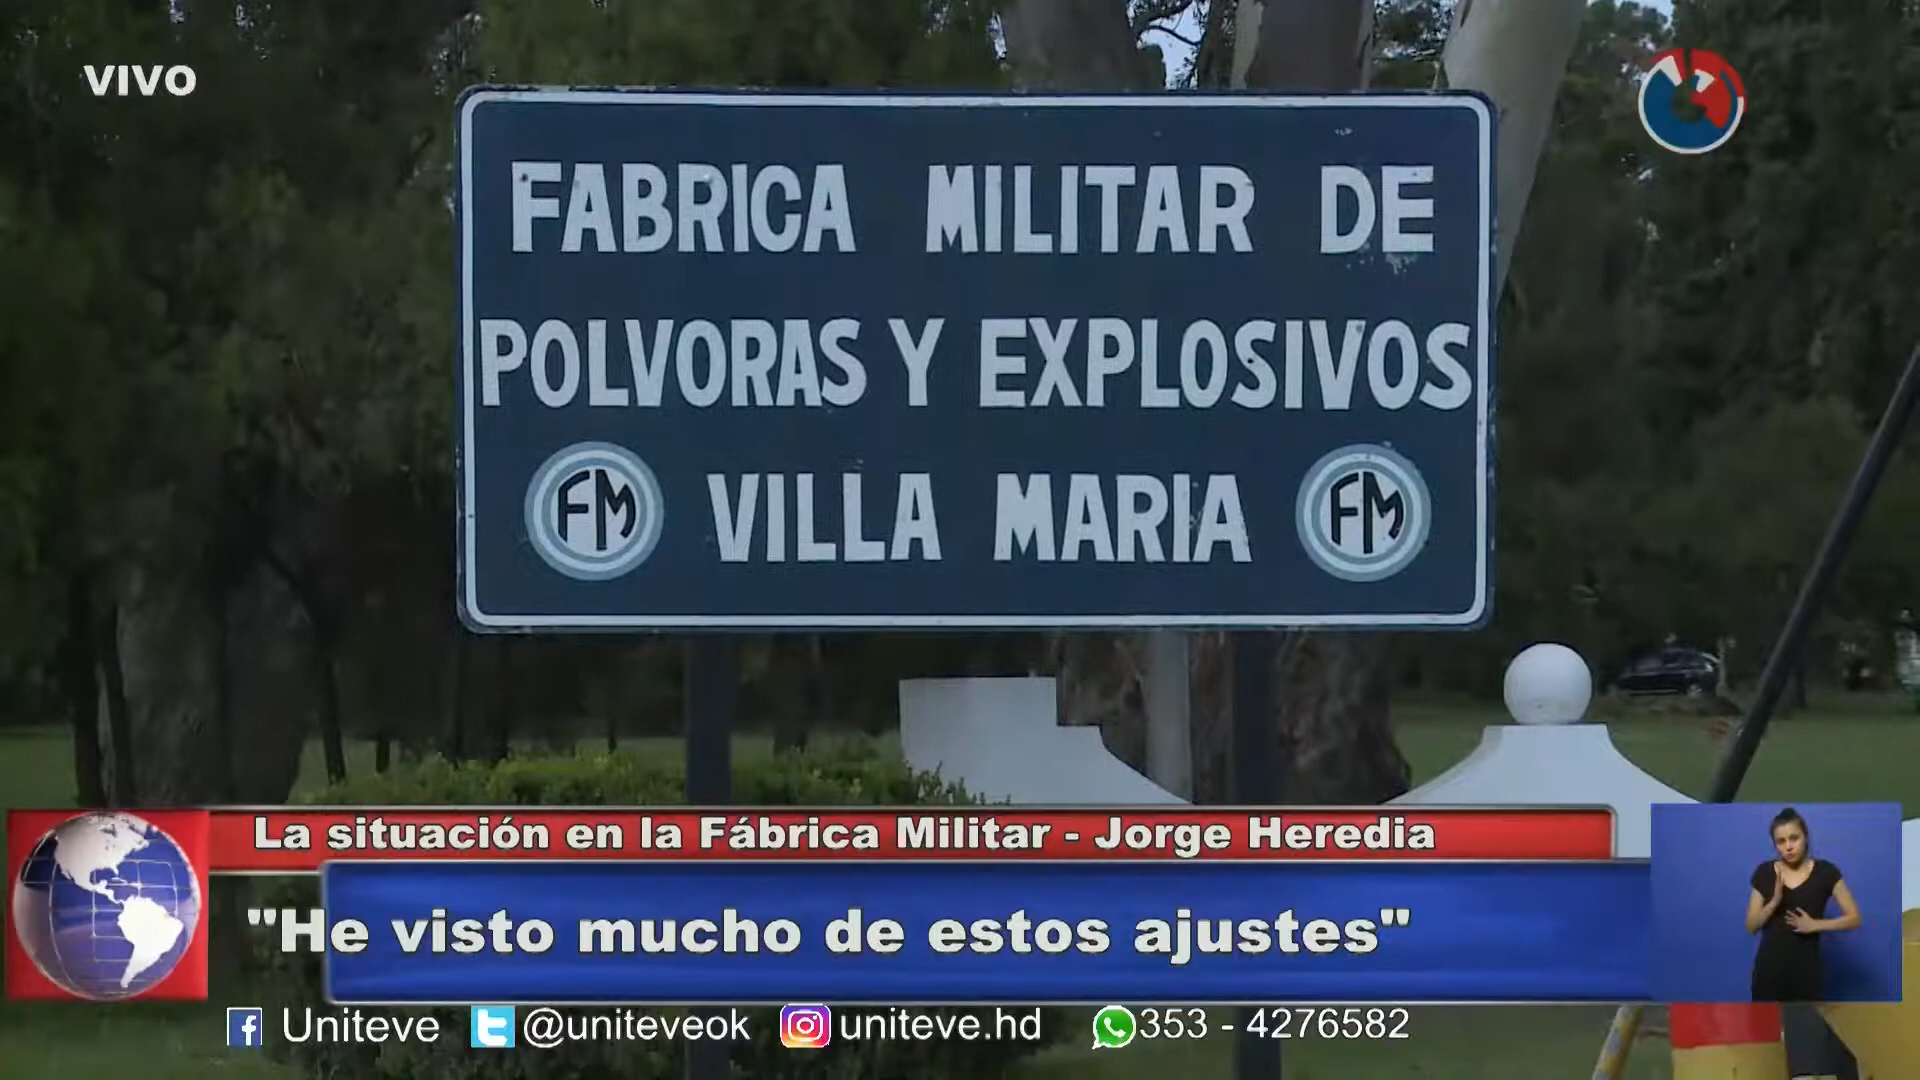 VIVO
FABRICA MILITAR DE
POLVORAS Y EXPLOSIVOS
FM VILLA MARIA FM
La situación en la Fábrica Militar - Jorge Heredia
"He visto mucho de estos ajustes"
Uniteve @uniteveok uniteve.hd 353 - 4276582